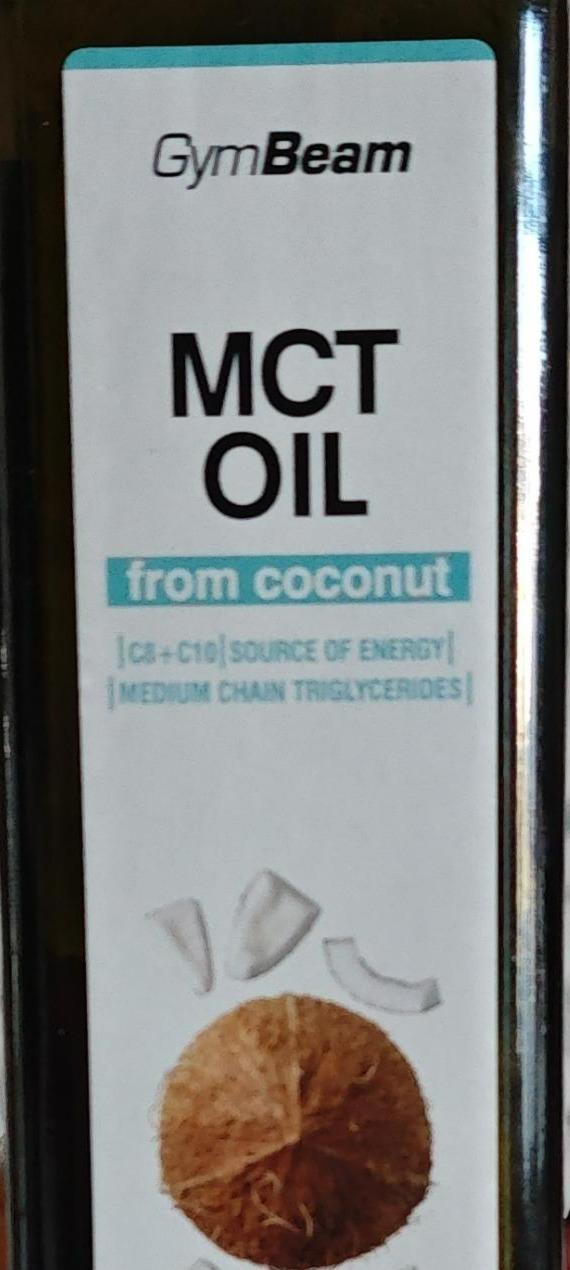 GymBeam
MCT
OIL
from coconut
|C8+C10|SOURCE OF ENERGY|
|MEDIUM CHAIN TRIGLYCERIDES|